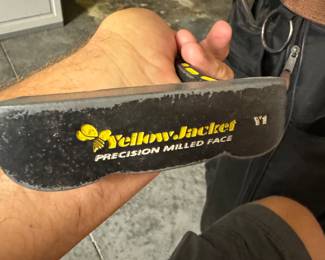 YellowJacket Y1
PRECISION MILLED FACE